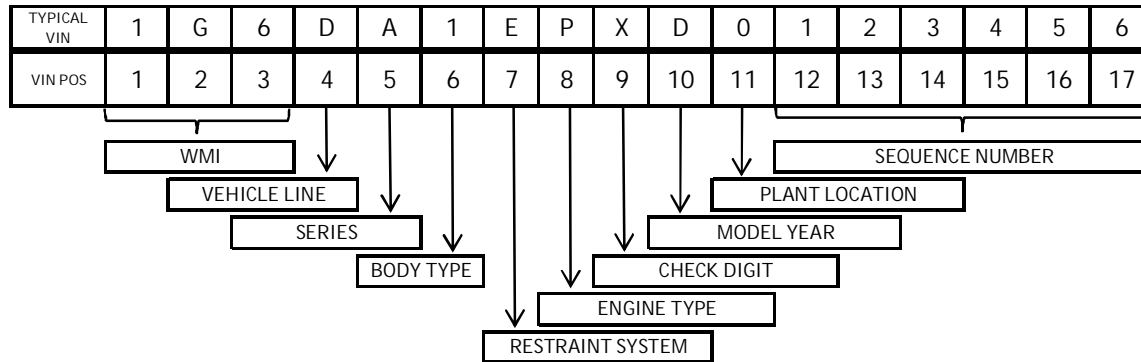 TYPICAL VIN 1 G 6 D A 1 E P X D 0 1 2 3 4 5 6
VIN POS 1 2 3 4 5 6 7 8 9 10 11 12 13 14 15 16 17
WMI SEQUENCE NUMBER
VEHICLE LINE PLANT LOCATION
SERIES MODEL YEAR
BODY TYPE CHECK DIGIT
ENGINE TYPE
RESTRAINT SYSTEM